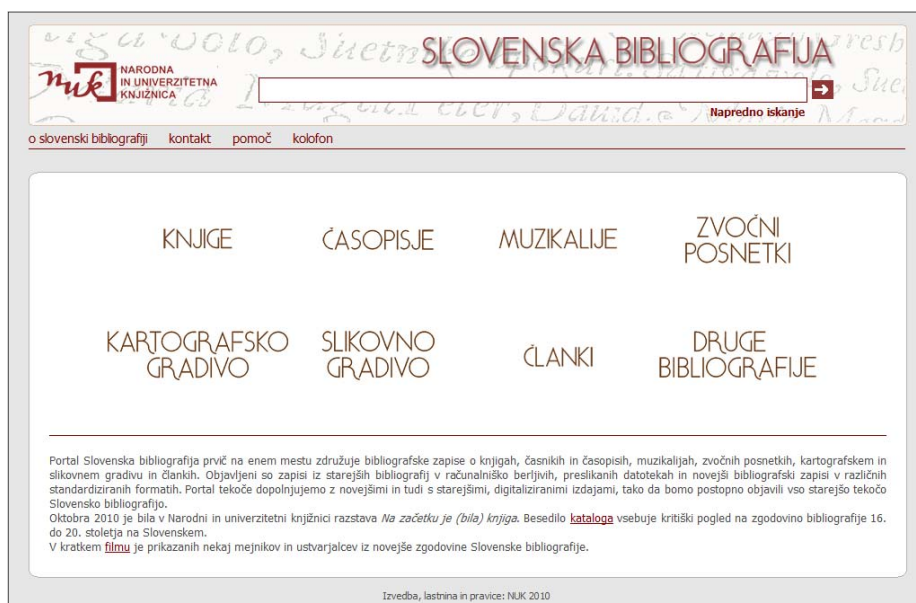 SLOVENSKA BIBLIOGRAFIJA
nuk
NARODNA
IN UNIVERZITETNA
KNJIŽNICA
Napredno iskanje
o slovenski bibliografiji kontakt pomoč kolofon
KNJIGE
ČASOPISJE
MUZIKALIJE
ZVOČNI
POSNETKI
KARTOGRAFSKO
GRADIVO
SLIKOVNO
GRADIVO
ČLANKI
DRUGE
BIBLIOGRAFIJE
Portal Slovenska bibliografija prvič na enem mestu združuje bibliografske zapise o knjigah, časnikih in časopisih, muzikalijah, zvočnih posnetkih, kartografskem in
slikovnem gradivu in člankih. Objavljeni so zapisi iz starejših bibliografij v računalniško berljivih, preslikanih datotekah in novejši bibliografski zapisi v različnih
standardiziranih formatih. Portal tekoče dopolnjujemo z novejšimi in tudi s starejšimi, digitaliziranimi izdajami, tako da bomo postopno objavili vso starejšo tekočo
Slovensko bibliografijo.
Oktobra 2010 je bila v Narodni in univerzitetni knjižnici razstava Na začetku je (bila) knjiga. Besedilo kataloga vsebuje kritiški pogled na zgodovino bibliografije 16.
do 20. stoletja na Slovenskem.
V kratkem filmu je prikazanih nekaj mejnikov in ustvarjalcev iz novejše zgodovine Slovenske bibliografije.
Izvedba, lastnina in pravice: NUK 2010